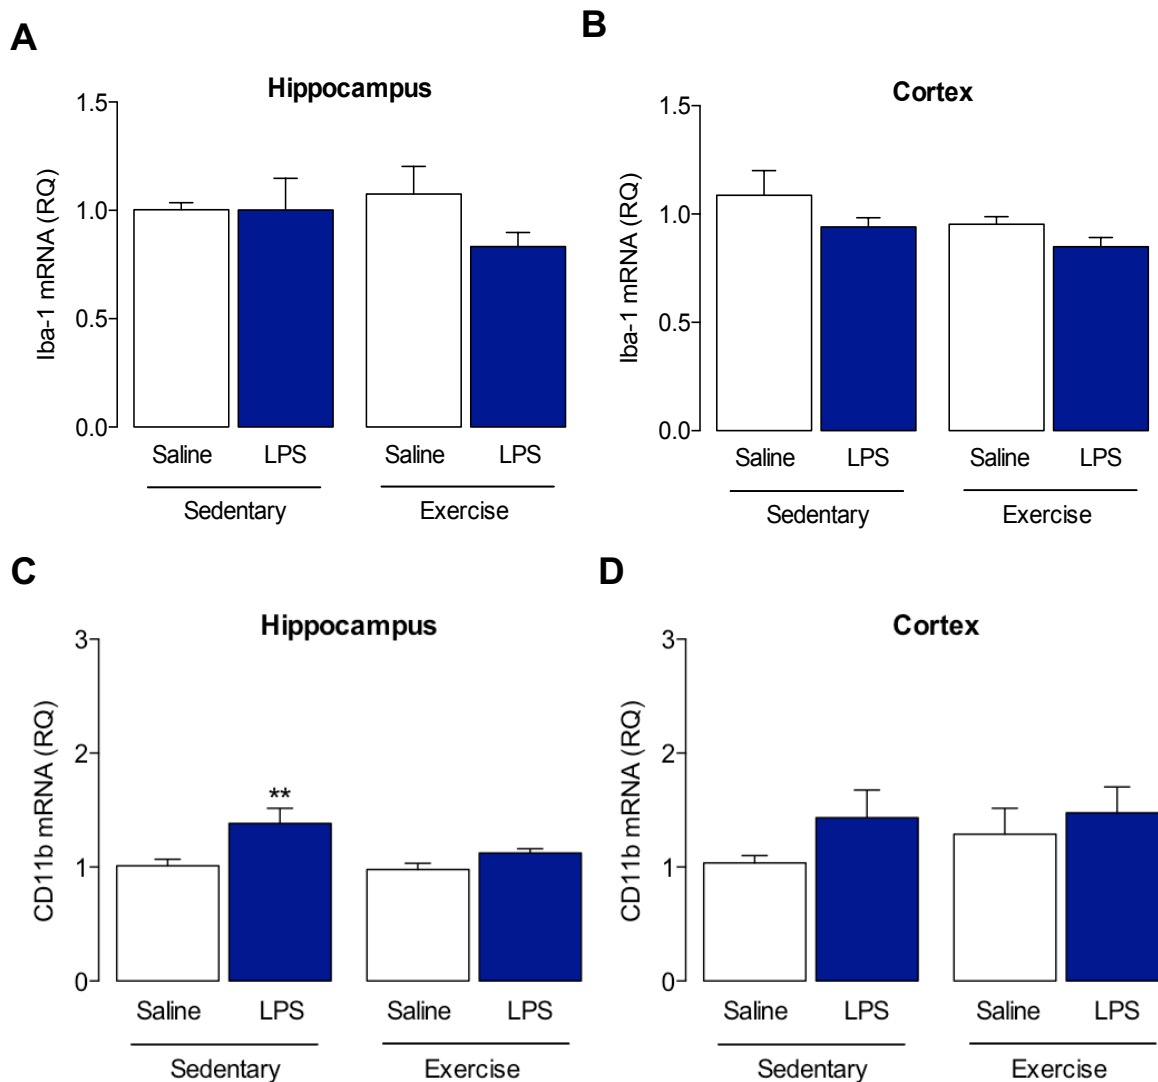 A
Hippocampus
Iba-1 mRNA (RQ)
1.5
1.0
0.5
0.0
Saline LPS Saline LPS
Sedentary Exercise
B
Cortex
Iba-1 mRNA (RQ)
1.5
1.0
0.5
0.0
Saline LPS Saline LPS
Sedentary Exercise
C
Hippocampus
CD11b mRNA (RQ)
3
2
1
0
**
Saline LPS Saline LPS
Sedentary Exercise
D
Cortex
CD11b mRNA (RQ)
3
2
1
0
Saline LPS Saline LPS
Sedentary Exercise